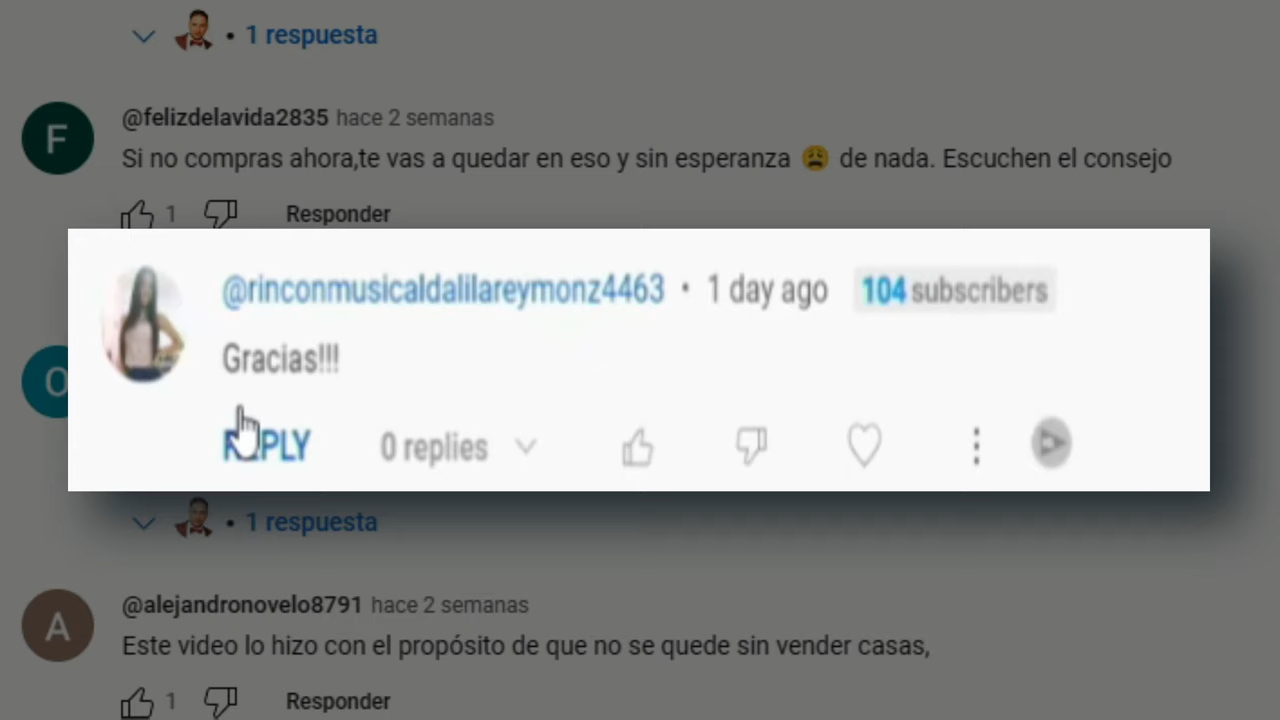 • 1 respuesta
F
@felizdelavida2835 hace 2 semanas
Si no compras ahora,te vas a quedar en eso y sin esperanza 😩 de nada. Escuchen el consejo
1 Responder
@rinconmusicaldalilareymonz4463 • 1 day ago 104 subscribers
Gracias!!!
O
REPLY 0 replies
• 1 respuesta
A
@alejandronovelo8791 hace 2 semanas
Este video lo hizo con el propósito de que no se quede sin vender casas,
1 Responder